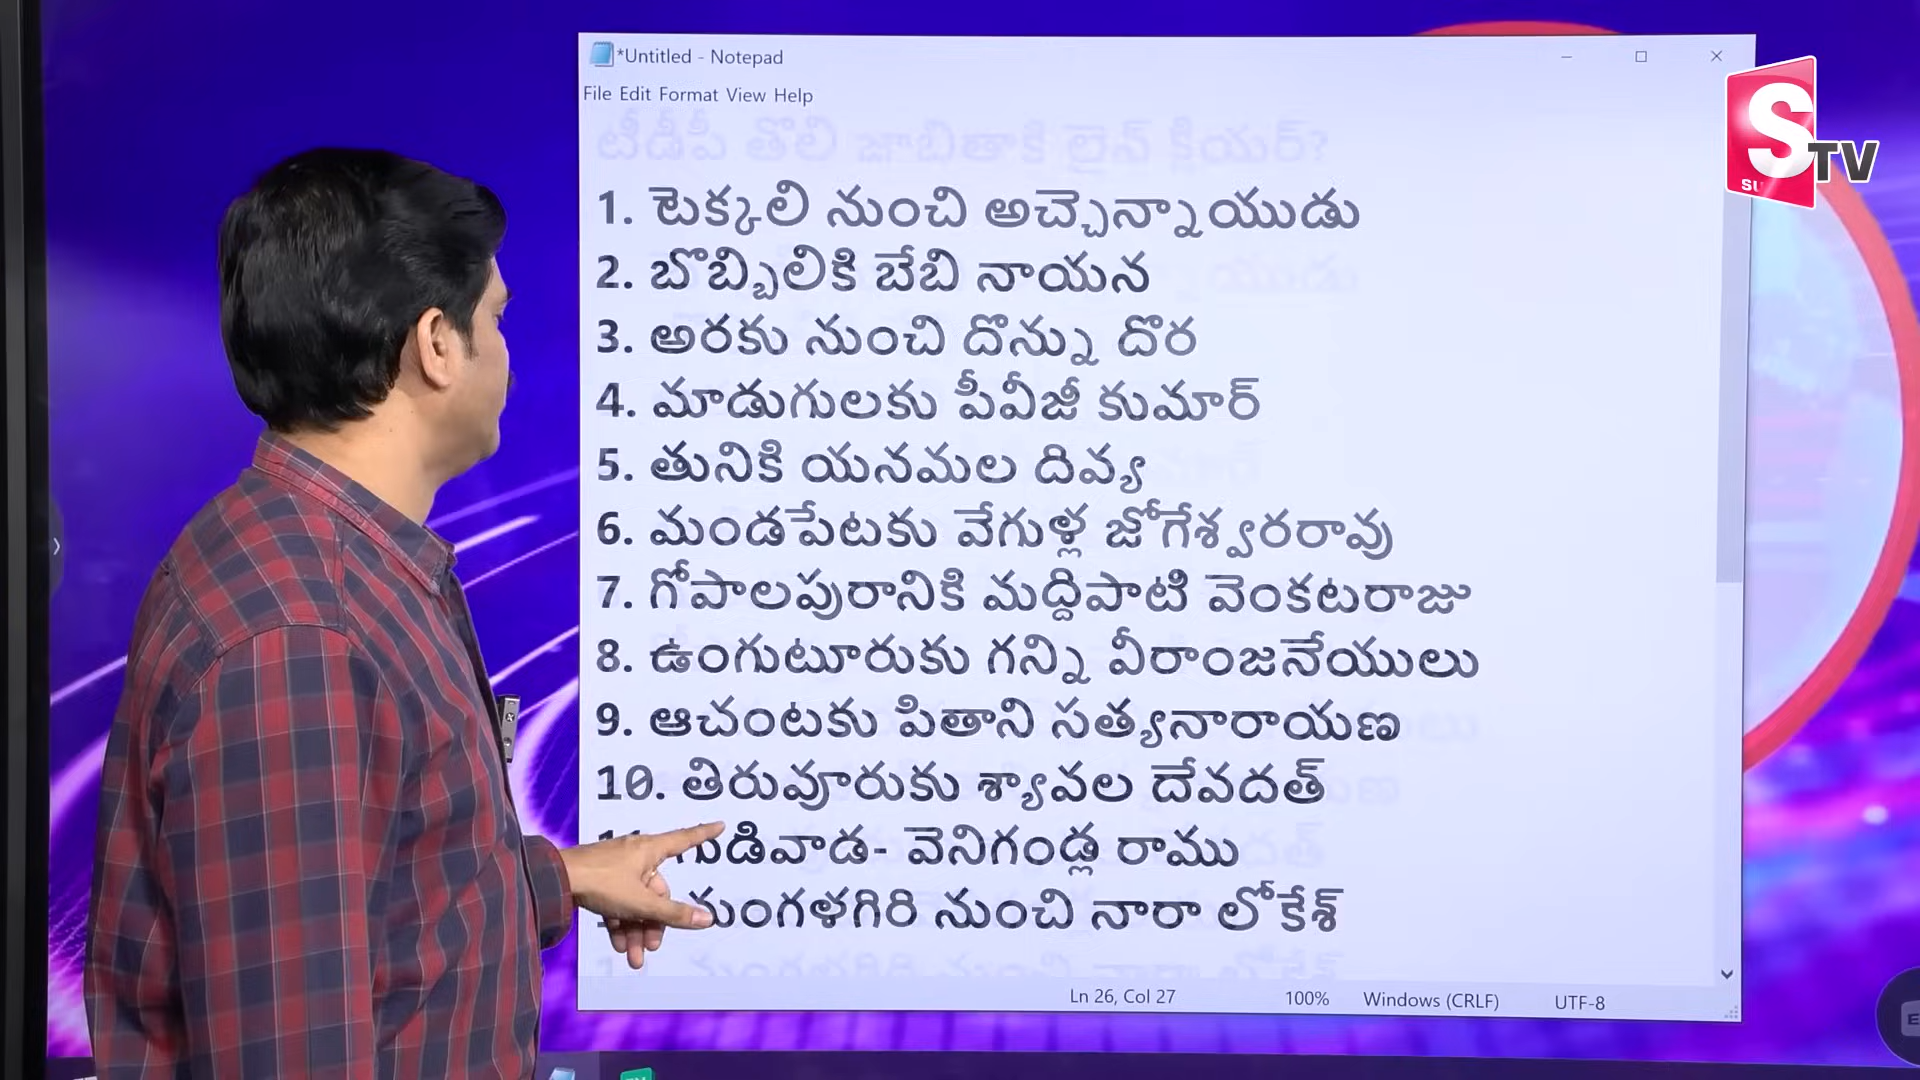 *Untitled - Notepad
File Edit Format View Help
టీడీపీ తొలి జాబితాకి లైన్ క్లియర్?
1. టెక్కలి నుంచి అచ్చెన్నాయుడు
2. బొబ్బిలికి బేబి నాయన
3. అరకు నుంచి దొన్ను దొర
4. మాడుగులకు పీవీజీ కుమార్
5. తునికి యనమల దివ్య
6. మండపేటకు వేగుళ్ల జోగేశ్వరరావు
7. గోపాలపురానికి మద్దిపాటి వెంకటరాజు
8. ఉంగుటూరుకు గన్ని వీరాంజనేయులు
9. ఆచంటకు పితాని సత్యనారాయణ
10. తిరువూరుకు శ్యావల దేవదత్
గుడివాడ- వెనిగండ్ల రాము
మంగళగిరి నుంచి నారా లోకేశ్
Ln 26, Col 27 100% Windows (CRLF) UTF-8
S TV